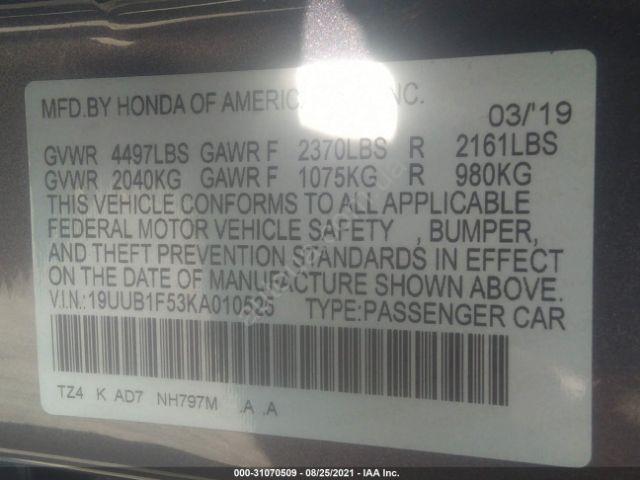 MFD.BY HONDA OF AMERIC INC.
03/'19
GVWR 4497LBS GAWR F 2370LBS R 2161LBS
GVWR 2040KG GAWR F 1075KG R 980KG
THIS VEHICLE CONFORMS TO ALL APPLICABLE
FEDERAL MOTOR VEHICLE SAFETY , BUMPER,
AND THEFT PREVENTION STANDARDS IN EFFECT
ON THE DATE OF MANUFACTURE SHOWN ABOVE.
V.I.N.:19UUB1F53KA010525 TYPE:PASSENGER CAR
TZ4 K AD7 NH797M .A .A
000-31070509 - 08/25/2021 - IAA Inc.